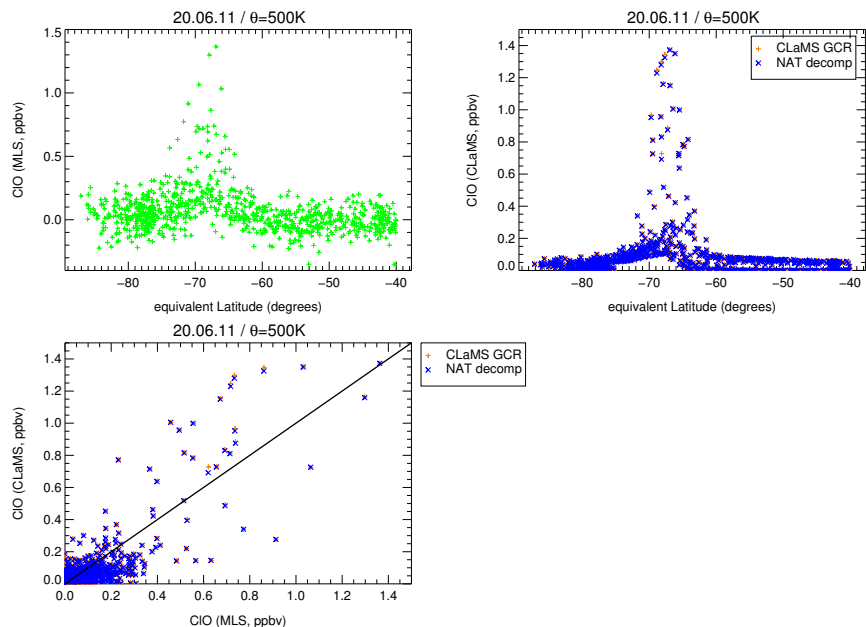 20.06.11 / θ=500K
ClO (MLS, ppbv)
1.5
1.0
0.5
0.0
−80 −70 −60 −50 −40
equivalent Latitude (degrees)
20.06.11 / θ=500K
ClO (CLaMS, ppbv)
1.4
1.2
1.0
0.8
0.6
0.4
0.2
0.0
−80 −70 −60 −50 −40
equivalent Latitude (degrees)
CLaMS GCR
NAT decomp
20.06.11 / θ=500K
ClO (CLaMS, ppbv)
1.4
1.2
1.0
0.8
0.6
0.4
0.2
0.0
0.0 0.2 0.4 0.6 0.8 1.0 1.2 1.4
ClO (MLS, ppbv)
CLaMS GCR
NAT decomp